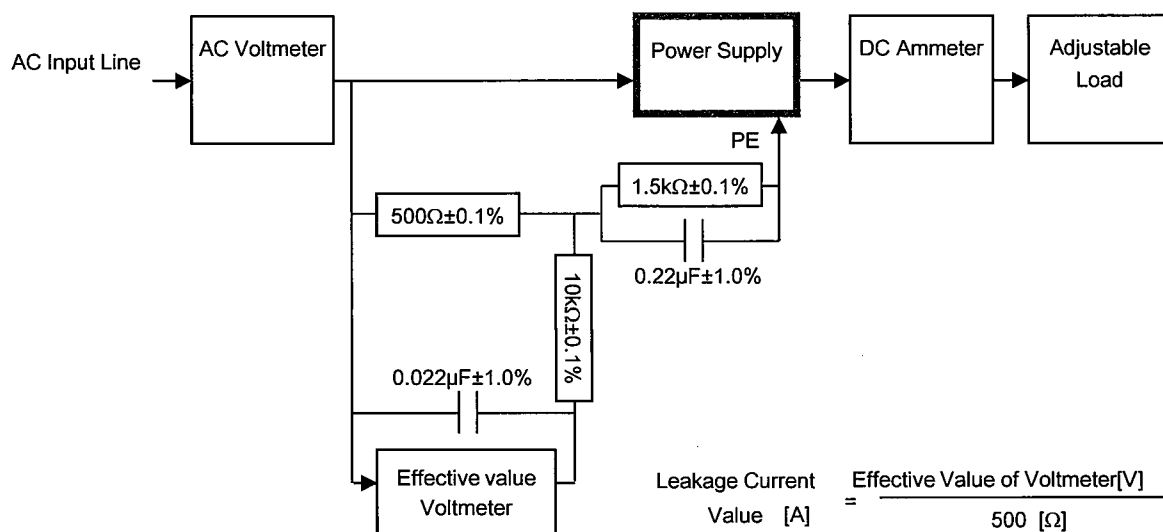 AC Input Line
AC Voltmeter
Power Supply
DC Ammeter
Adjustable
Load
PE
1.5kΩ±0.1%
500Ω±0.1%
0.22µF±1.0%
10kΩ±0.1%
0.022µF±1.0%
Effective value
Voltmeter
Leakage Current
Value [A]
=
Effective Value of Voltmeter[V]
500 [Ω]